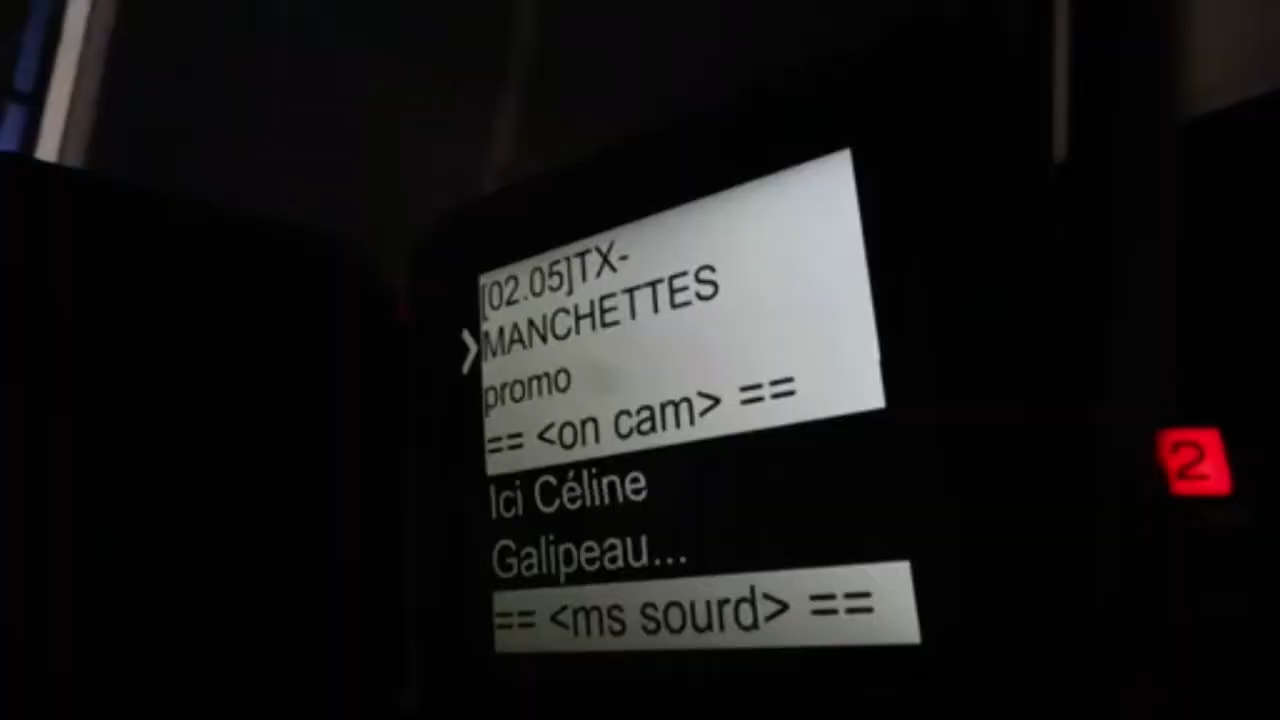 [02.05]TX-
MANCHETTES
promo
== <on cam> ==
Ici Céline
Galipeau...
== <ms sourd> ==
2